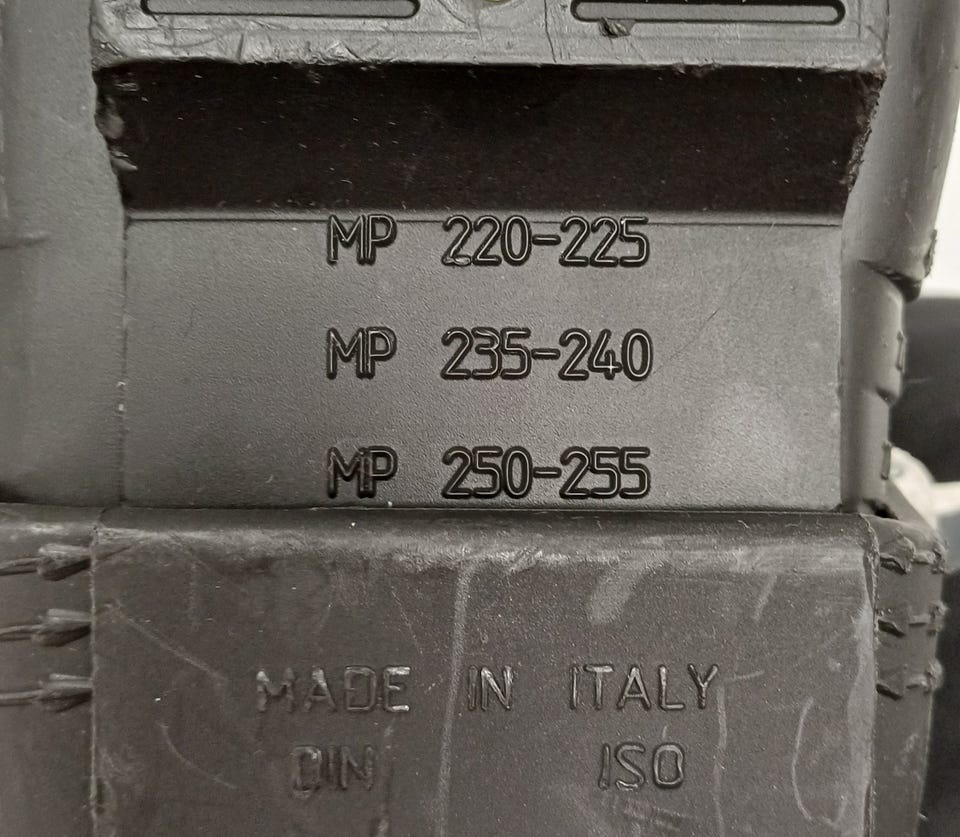 MP 220-225
MP 235-240
MP 250-255
MADE IN ITALY
DIN ISO